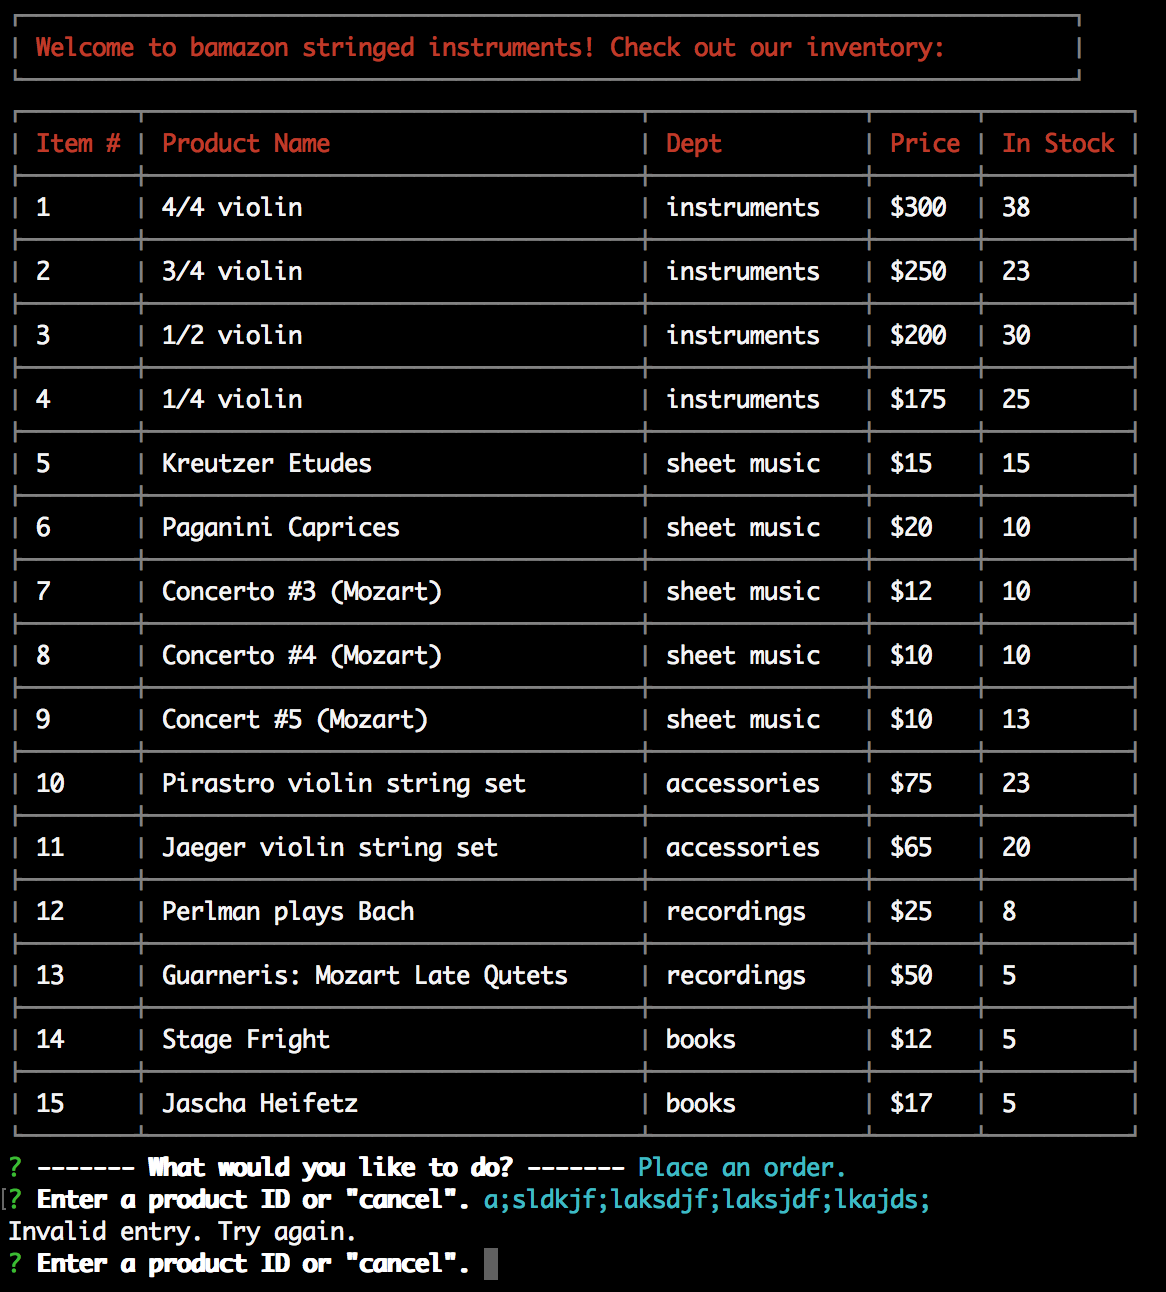 Welcome to bamazon stringed instruments! Check out our inventory:
Item # | Product Name | Dept | Price | In Stock
1 | 4/4 violin | instruments | $300 | 38
2 | 3/4 violin | instruments | $250 | 23
3 | 1/2 violin | instruments | $200 | 30
4 | 1/4 violin | instruments | $175 | 25
5 | Kreutzer Etudes | sheet music | $15 | 15
6 | Paganini Caprices | sheet music | $20 | 10
7 | Concerto #3 (Mozart) | sheet music | $12 | 10
8 | Concerto #4 (Mozart) | sheet music | $10 | 10
9 | Concert #5 (Mozart) | sheet music | $10 | 13
10 | Pirastro violin string set | accessories | $75 | 23
11 | Jaeger violin string set | accessories | $65 | 20
12 | Perlman plays Bach | recordings | $25 | 8
13 | Guarneris: Mozart Late Qutets | recordings | $50 | 5
14 | Stage Fright | books | $12 | 5
15 | Jascha Heifetz | books | $17 | 5
? ------- What would you like to do? ------- Place an order.
[? Enter a product ID or "cancel". a;sldkjf;laksdjf;laksjdf;lkajds;
Invalid entry. Try again.
? Enter a product ID or "cancel".